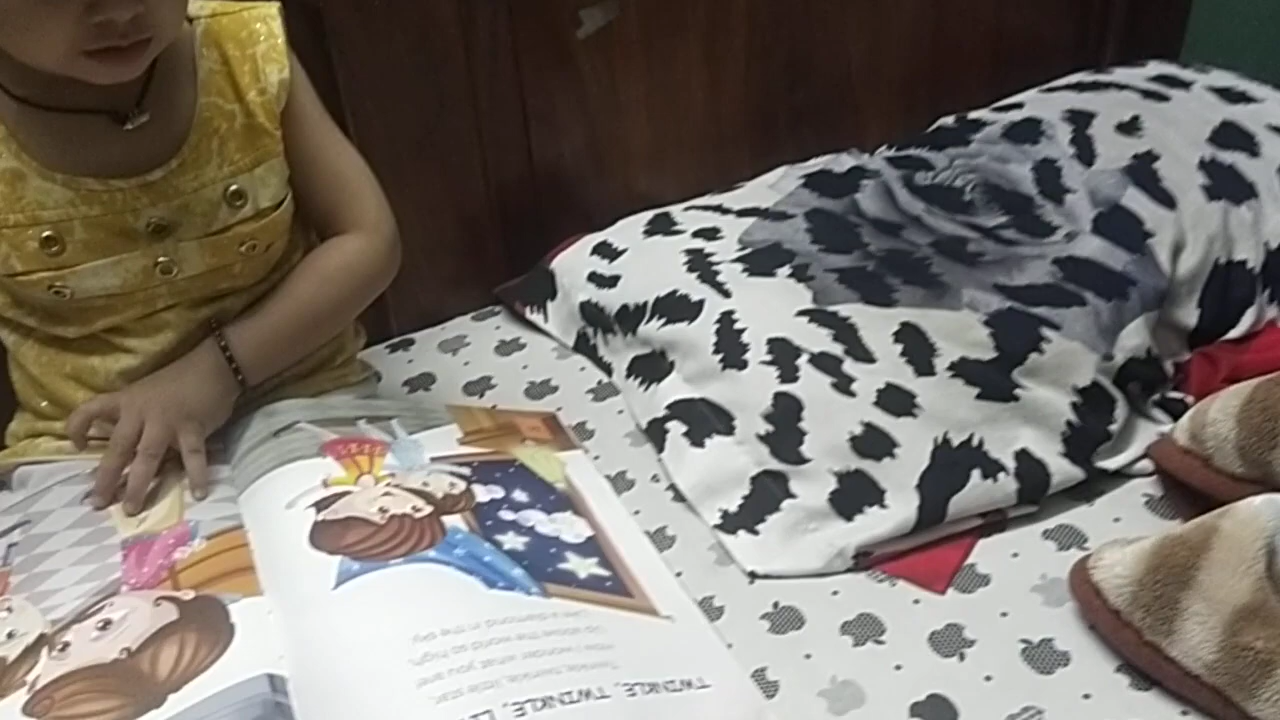 TWINKLE, TWINKLE, LI
Twinkle, twinkle, little star,
How I wonder what you are!
Up above the world so high,
like a diamond in the sky.